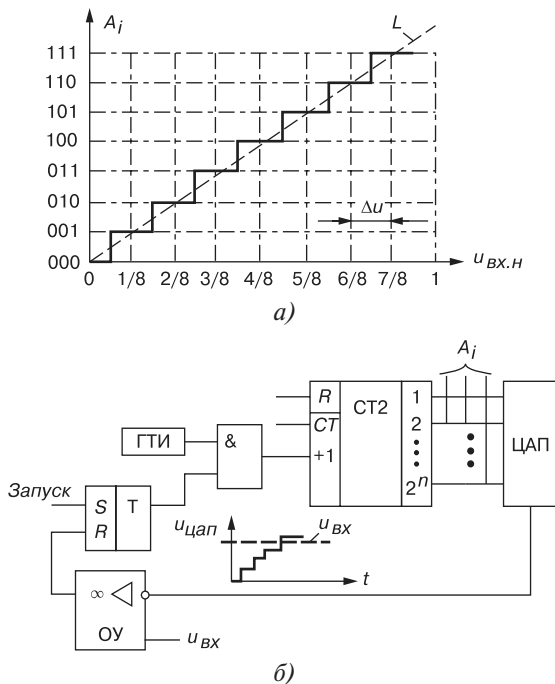 A_i
L
111
110
101
100
011
010
001
000
Δu
0 1/8 2/8 3/8 4/8 5/8 6/8 7/8 1
u_вх.н
а)
A_i
R
СТ
+1
СТ2
1
2
2^n
ЦАП
ГТИ
&
Запуск
S
R
Т
u_ЦАП
u_вх
t
∞
ОУ
u_вх
б)